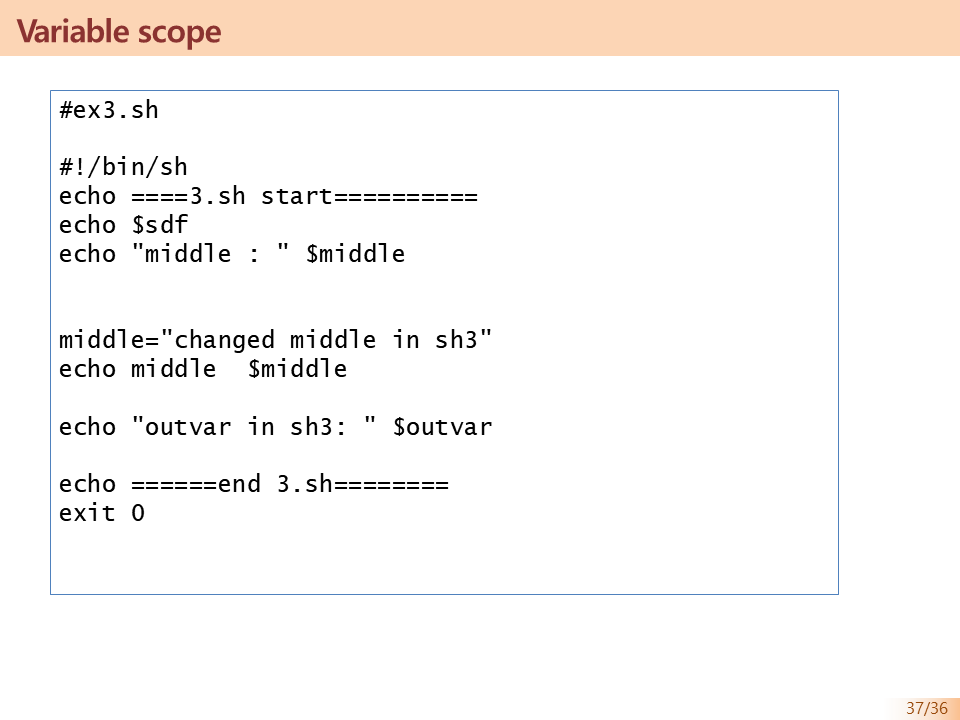 Variable scope
#ex3.sh
#!/bin/sh
echo ====3.sh start==========
echo $sdf
echo "middle : " $middle
middle="changed middle in sh3"
echo middle  $middle
echo "outvar in sh3: " $outvar
echo ======end 3.sh========
exit 0
37/36